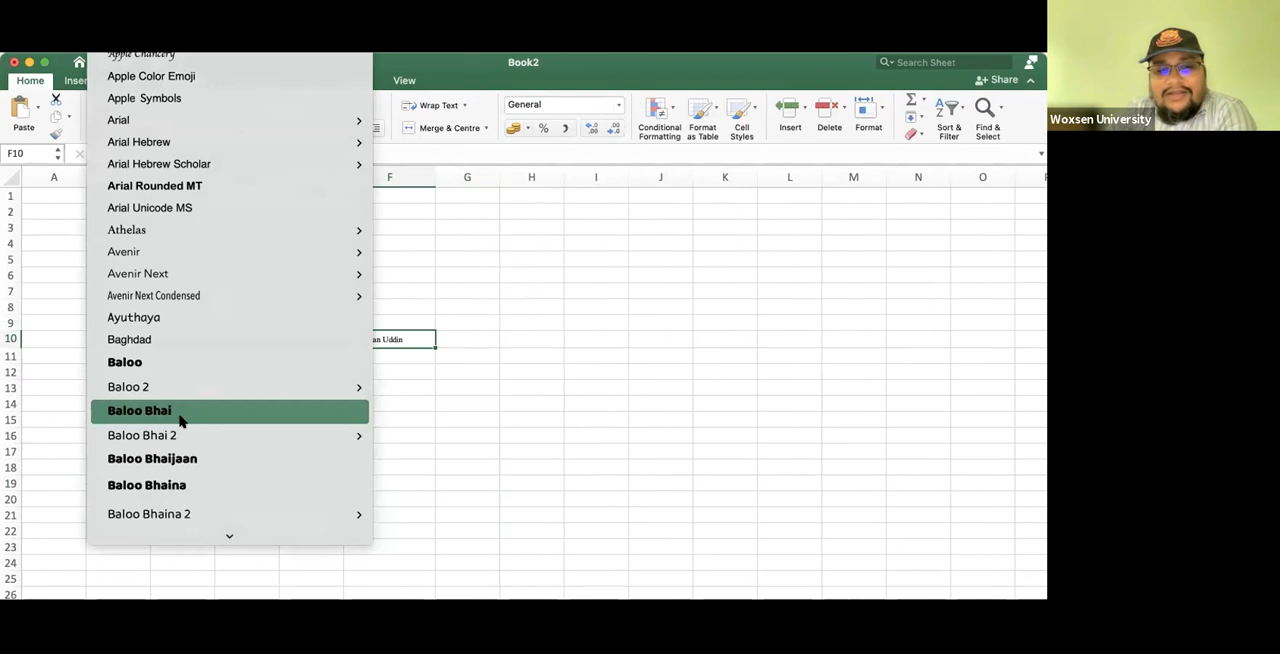 Apple Chancery
Book2
Search Sheet
Home
View
Share
Apple Color Emoji
Apple Symbols
Arial
Arial Hebrew
Arial Hebrew Scholar
Arial Rounded MT
Arial Unicode MS
Athelas
Avenir
Avenir Next
Avenir Next Condensed
Ayuthaya
Baghdad
Baloo
Baloo 2
Baloo Bhai
Baloo Bhai 2
Baloo Bhaijaan
Baloo Bhaina
Baloo Bhaina 2
Paste
Wrap Text
Merge & Centre
General
%
Conditional Formatting
Format as Table
Cell Styles
Insert
Delete
Format
Sort & Filter
Find & Select
F10
A F G H I J K L M N O
1
2
3
4
5
6
7
8
9
10 Uddin
11
12
13
14
15
16
17
18
19
20
21
22
23
24
25
26
Woxsen University